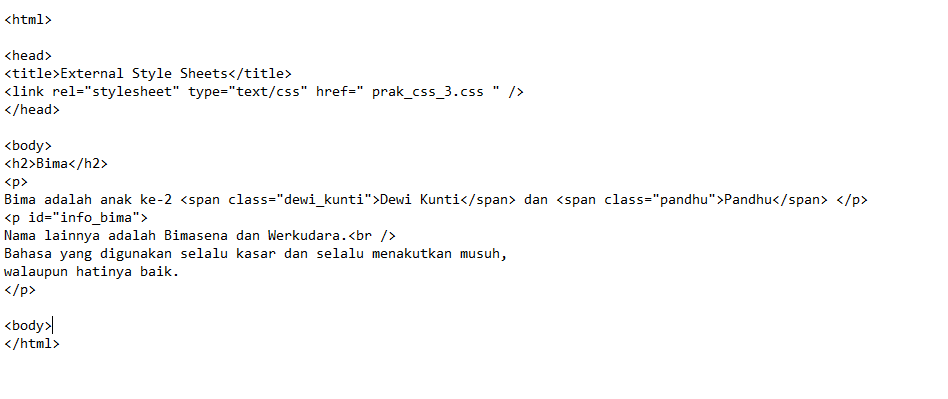 <html>
<head>
<title>External Style Sheets</title>
<link rel="stylesheet" type="text/css" href=" prak_css_3.css " />
</head>
<body>
<h2>Bima</h2>
<p>
Bima adalah anak ke-2 <span class="dewi_kunti">Dewi Kunti</span> dan <span class="pandhu">Pandhu</span> </p>
<p id="info_bima">
Nama lainnya adalah Bimasena dan Werkudara.<br />
Bahasa yang digunakan selalu kasar dan selalu menakutkan musuh,
walaupun hatinya baik.
</p>
<body>
</html>